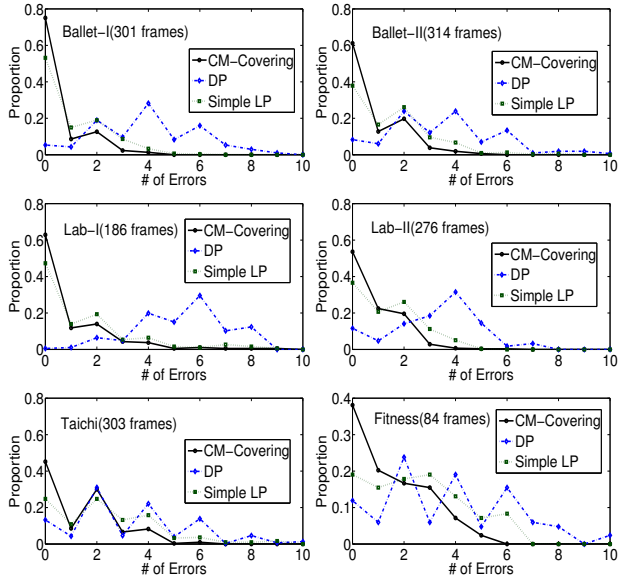 Ballet-I(301 frames)
CM-Covering
DP
Simple LP
Proportion
0.8
0.6
0.4
0.2
0
0 2 4 6 8 10
# of Errors
Ballet-II(314 frames)
CM-Covering
DP
Simple LP
Proportion
0.8
0.6
0.4
0.2
0
0 2 4 6 8 10
# of Errors
Lab-I(186 frames)
CM-Covering
DP
Simple LP
Proportion
0.8
0.6
0.4
0.2
0
0 2 4 6 8 10
# of Errors
Lab-II(276 frames)
CM-Covering
DP
Simple LP
Proportion
0.8
0.6
0.4
0.2
0
0 2 4 6 8 10
# of Errors
Taichi(303 frames)
CM-Covering
DP
Simple LP
Proportion
0.8
0.6
0.4
0.2
0
0 2 4 6 8 10
# of Errors
Fitness(84 frames)
CM-Covering
DP
Simple LP
Proportion
0.4
0.3
0.2
0.1
0
0 2 4 6 8 10
# of Errors